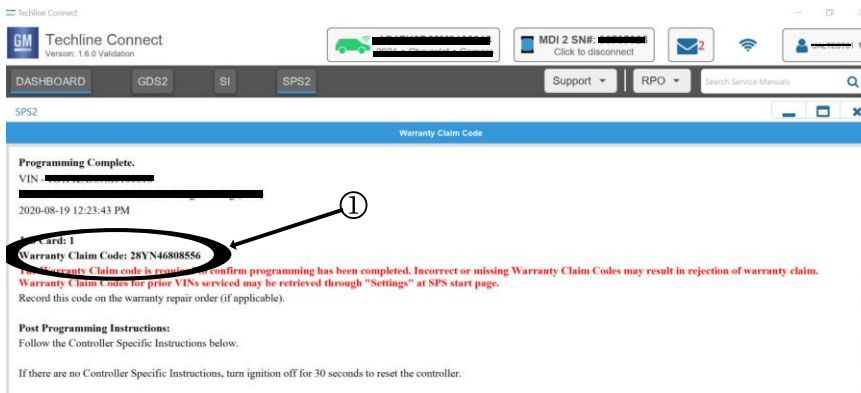 Techline Connect
GM
Techline Connect
Version: 1.6.0 Validation
MDI 2 SN#:
Click to disconnect
2
DASHBOARD GDS2 SI SPS2 Support RPO Search Service Manuals
SPS2
Warranty Claim Code
Programming Complete.
VIN -
2020-08-19 12:23:43 PM
①
Card: 1
Warranty Claim Code: 28YN46808556
The Warranty Claim code is required to confirm programming has been completed. Incorrect or missing Warranty Claim Codes may result in rejection of warranty claim.
Warranty Claim Codes for prior VINs serviced may be retrieved through "Settings" at SPS start page.
Record this code on the warranty repair order (if applicable).
Post Programming Instructions:
Follow the Controller Specific Instructions below.
If there are no Controller Specific Instructions, turn ignition off for 30 seconds to reset the controller.